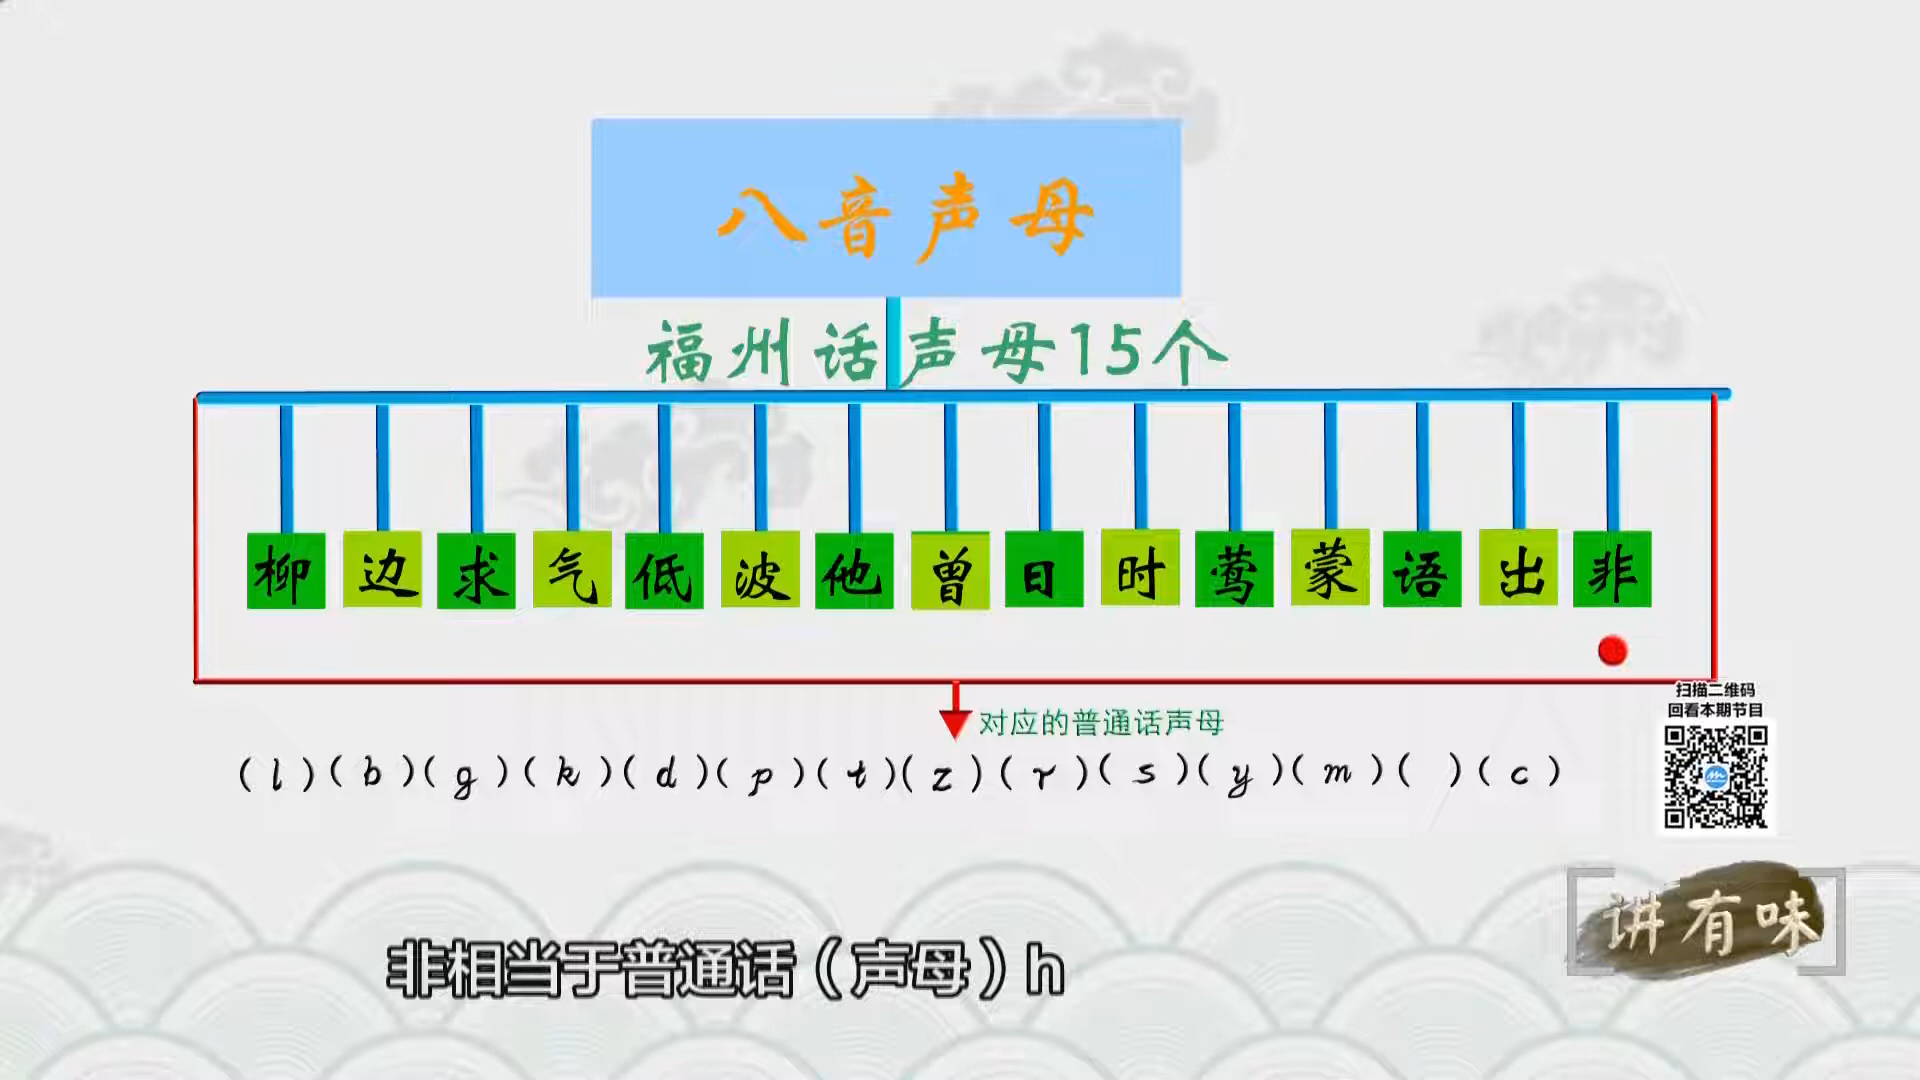 八音声母
福州话声母15个
柳 边 求 气 低 波 他 曾 日 时 莺 蒙 语 出 非
扫描二维码
回看本期节目
对应的普通话声母
(l)(b)(g)(k)(d)(p)(t)(z)(r)(s)(y)(m)( )(c)
讲有味
非相当于普通话（声母）h